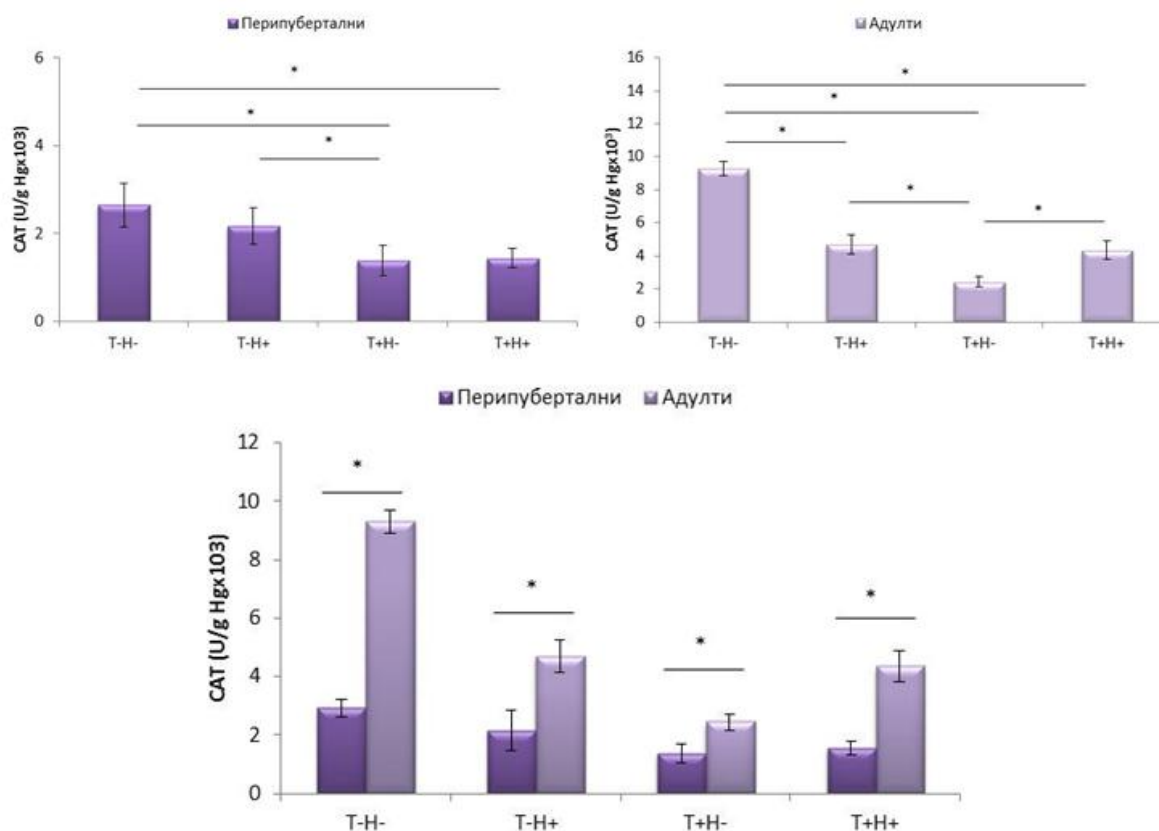 Перипубертални
CAT (U/g Hgx103)
6
4
2
0
*
*
*
T-H-
T-H+
T+H-
T+H+
Адулти
CAT (U/g Hgx10³)
16
14
12
10
8
6
4
2
0
*
*
*
*
*
T-H-
T-H+
T+H-
T+H+
Перипубертални Адулти
CAT (U/g Hgx103)
12
10
8
6
4
2
0
*
*
*
*
T-H-
T-H+
T+H-
T+H+